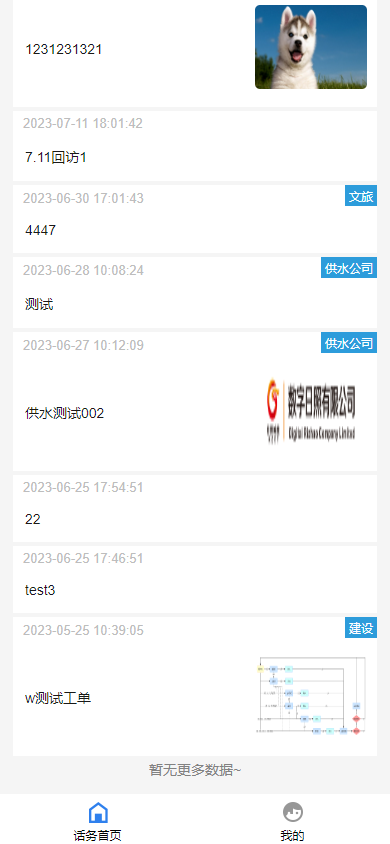 1231231321
2023-07-11 18:01:42
7.11回访1
2023-06-30 17:01:43
文旅
4447
2023-06-28 10:08:24
供水公司
测试
2023-06-27 10:12:09
供水公司
供水测试002
数字日照有限公司
Digital Rizhao Company Limited
2023-06-25 17:54:51
22
2023-06-25 17:46:51
test3
2023-05-25 10:39:05
建设
w测试工单
暂无更多数据~
话务首页
我的